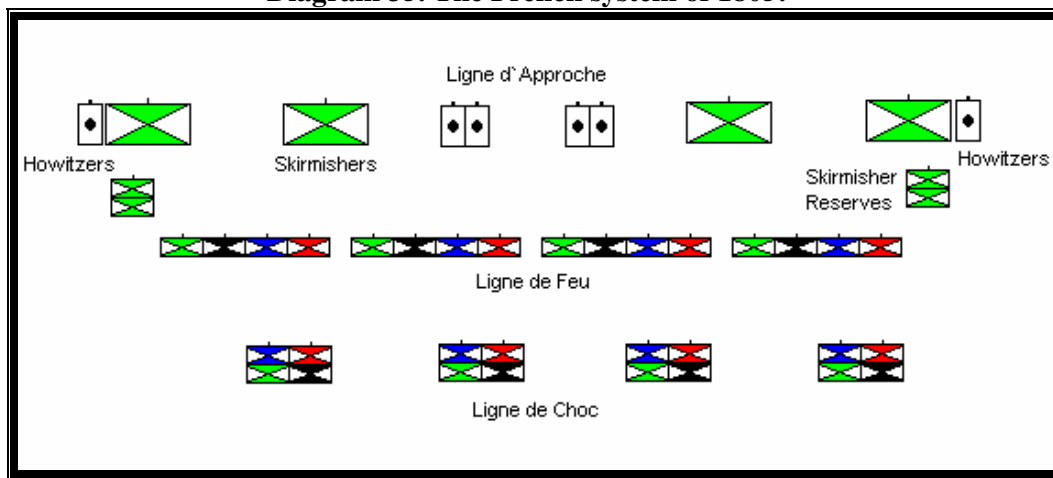 Ligne d`Approche
Howitzers
Skirmishers
Howitzers
Skirmisher
Reserves
Ligne de Feu
Ligne de Choc